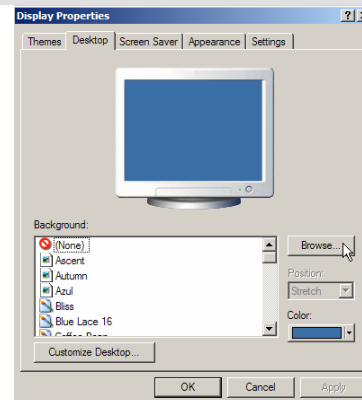 Display Properties
Themes Desktop Screen Saver Appearance Settings
Background:
(None)
Ascent
Autumn
Azul
Bliss
Blue Lace 16
Browse...
Position:
Stretch
Color:
Customize Desktop...
OK Cancel Apply